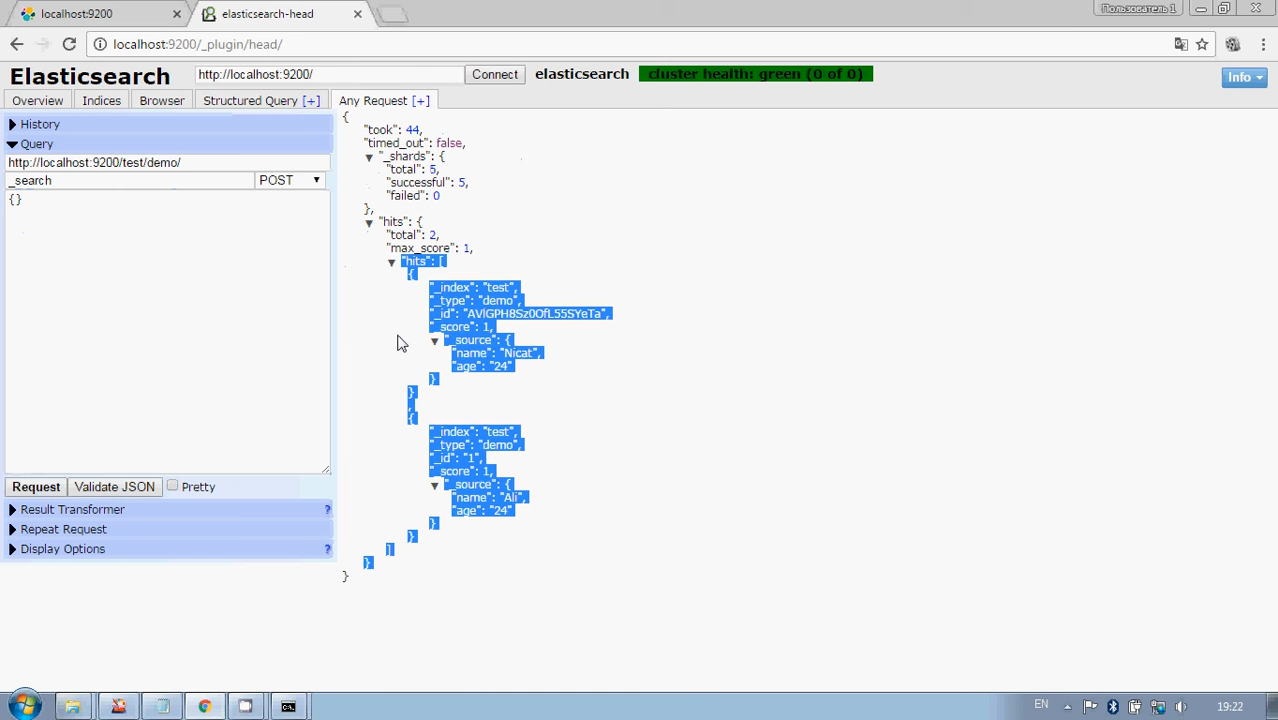 localhost:9200
elasticsearch-head
Пользователь 1
localhost:9200/_plugin/head/
Elasticsearch
http://localhost:9200/
Connect
elasticsearch
cluster health: green (0 of 0)
Info
Overview
Indices
Browser
Structured Query [+]
Any Request [+]
History
Query
http://localhost:9200/test/demo/
_search
POST
{}
Request
Validate JSON
Pretty
Result Transformer ?
Repeat Request
Display Options ?
{
"took": 44,
"timed_out": false,
"_shards": {
"total": 5,
"successful": 5,
"failed": 0
},
"hits": {
"total": 2,
"max_score": 1,
"hits": [
{
"_index": "test",
"_type": "demo",
"_id": "AVlGPH8Sz0OfL55SYeTa",
"_score": 1,
"_source": {
"name": "Nicat",
"age": "24"
}
}
,
{
"_index": "test",
"_type": "demo",
"_id": "1",
"_score": 1,
"_source": {
"name": "Ali",
"age": "24"
}
}
]
}
}
EN
19:22